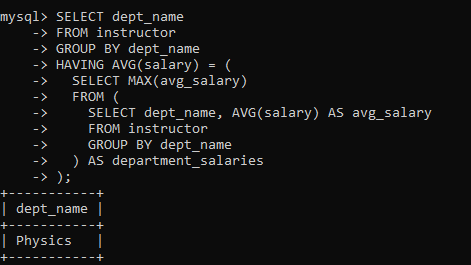 mysql> SELECT dept_name
    -> FROM instructor
    -> GROUP BY dept_name
    -> HAVING AVG(salary) = (
    ->   SELECT MAX(avg_salary)
    ->   FROM (
    ->     SELECT dept_name, AVG(salary) AS avg_salary
    ->     FROM instructor
    ->     GROUP BY dept_name
    ->   ) AS department_salaries
    -> );
+-----------+
| dept_name |
+-----------+
| Physics   |
+-----------+